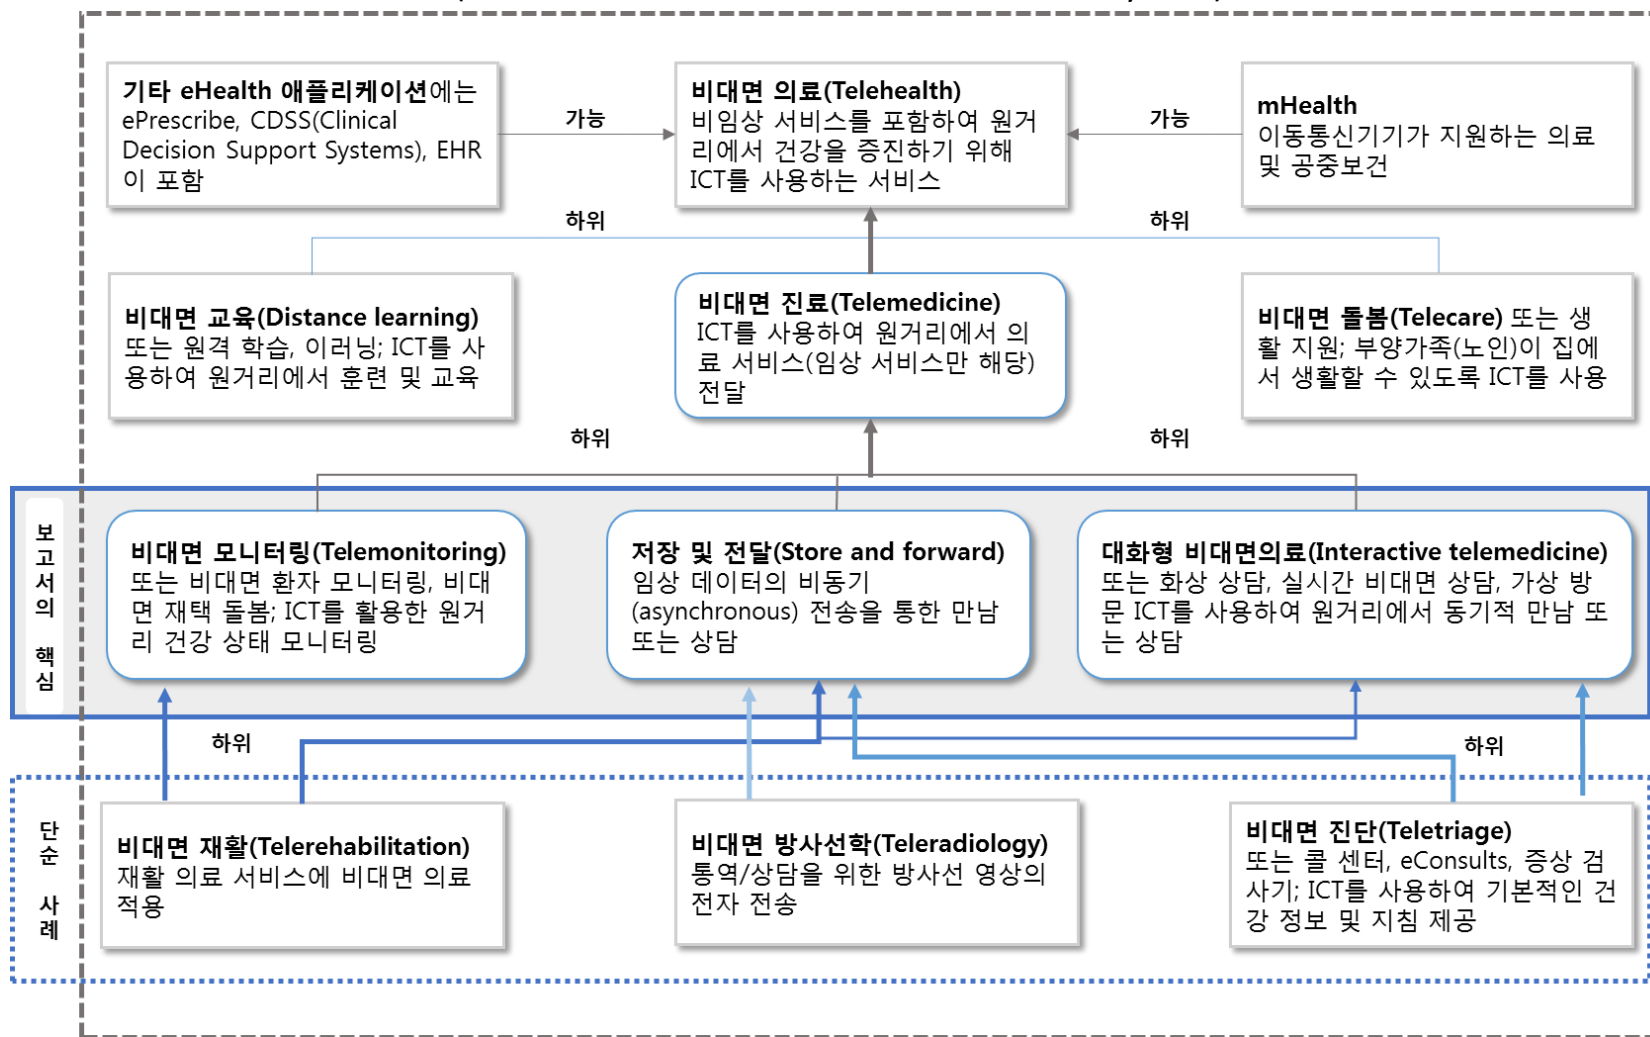 기타 eHealth 애플리케이션에는
ePrescribe, CDSS(Clinical
Decision Support Systems), EHR
이 포함
가능
비대면 의료(Telehealth)
비임상 서비스를 포함하여 원거
리에서 건강을 증진하기 위해
ICT를 사용하는 서비스
가능
mHealth
이동통신기기가 지원하는 의료
및 공중보건
하위
하위
비대면 교육(Distance learning)
또는 원격 학습, 이러닝; ICT를 사
용하여 원거리에서 훈련 및 교육
비대면 진료(Telemedicine)
ICT를 사용하여 원거리에서 의
료 서비스(임상 서비스만 해당)
전달
비대면 돌봄(Telecare) 또는 생
활 지원; 부양가족(노인)이 집에
서 생활할 수 있도록 ICT를 사용
하위
하위
보고서의 핵심
비대면 모니터링(Telemonitoring)
또는 비대면 환자 모니터링, 비대
면 재택 돌봄; ICT를 활용한 원거
리 건강 상태 모니터링
저장 및 전달(Store and forward)
임상 데이터의 비동기
(asynchronous) 전송을 통한 만남
또는 상담
대화형 비대면의료(Interactive telemedicine)
또는 화상 상담, 실시간 비대면 상담, 가상 방
문 ICT를 사용하여 원거리에서 동기적 만남 또
는 상담
하위
하위
단순 사례
비대면 재활(Telerehabilitation)
재활 의료 서비스에 비대면 의료
적용
비대면 방사선학(Teleradiology)
통역/상담을 위한 방사선 영상의
전자 전송
비대면 진단(Teletriage)
또는 콜 센터, eConsults, 증상 검
사기; ICT를 사용하여 기본적인 건
강 정보 및 지침 제공